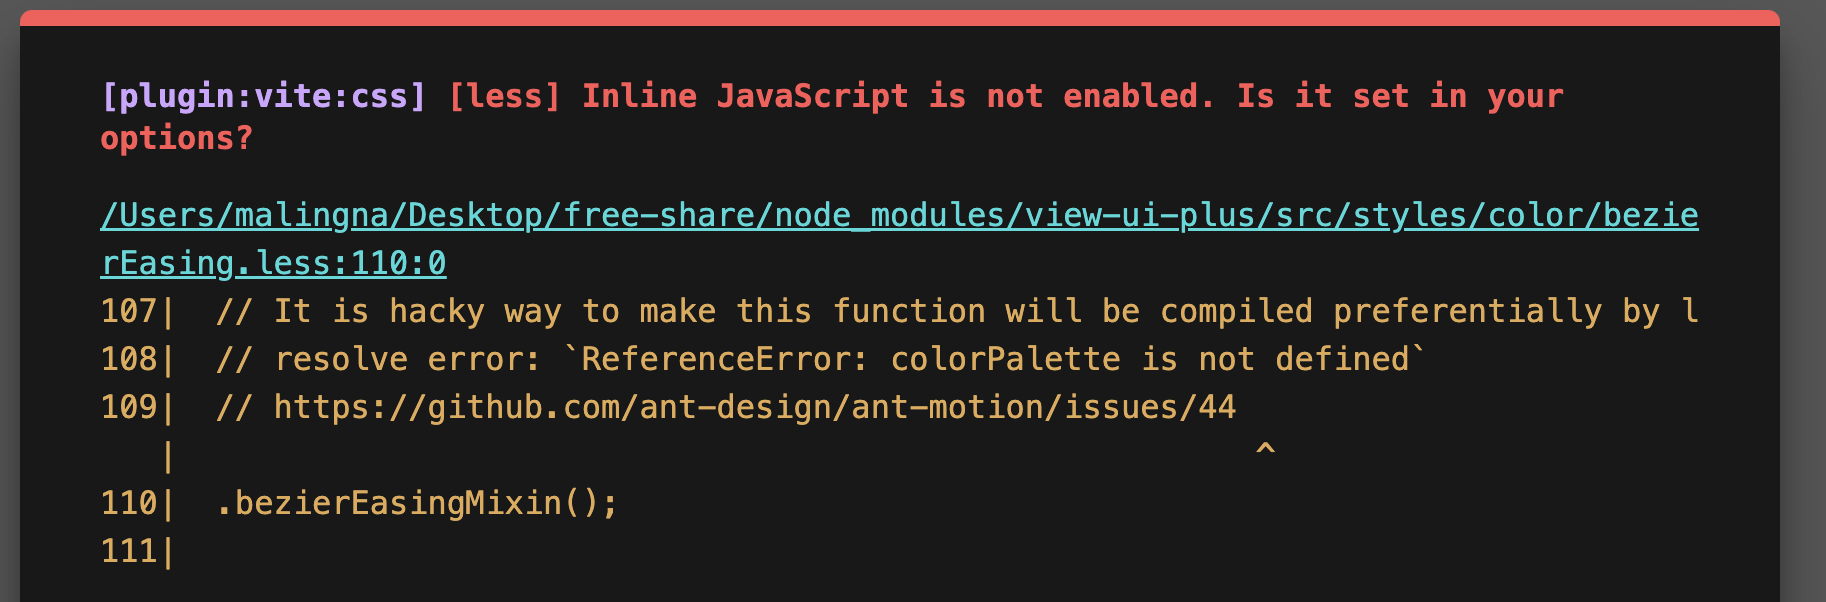 [plugin:vite:css] [less] Inline JavaScript is not enabled. Is it set in your
options?
/Users/malingna/Desktop/free-share/node_modules/view-ui-plus/src/styles/color/bezie
rEasing.less:110:0
107|  // It is hacky way to make this function will be compiled preferentially by l
108|  // resolve error: `ReferenceError: colorPalette is not defined`
109|  // https://github.com/ant-design/ant-motion/issues/44
   |                                                        ^
110|  .bezierEasingMixin();
111|